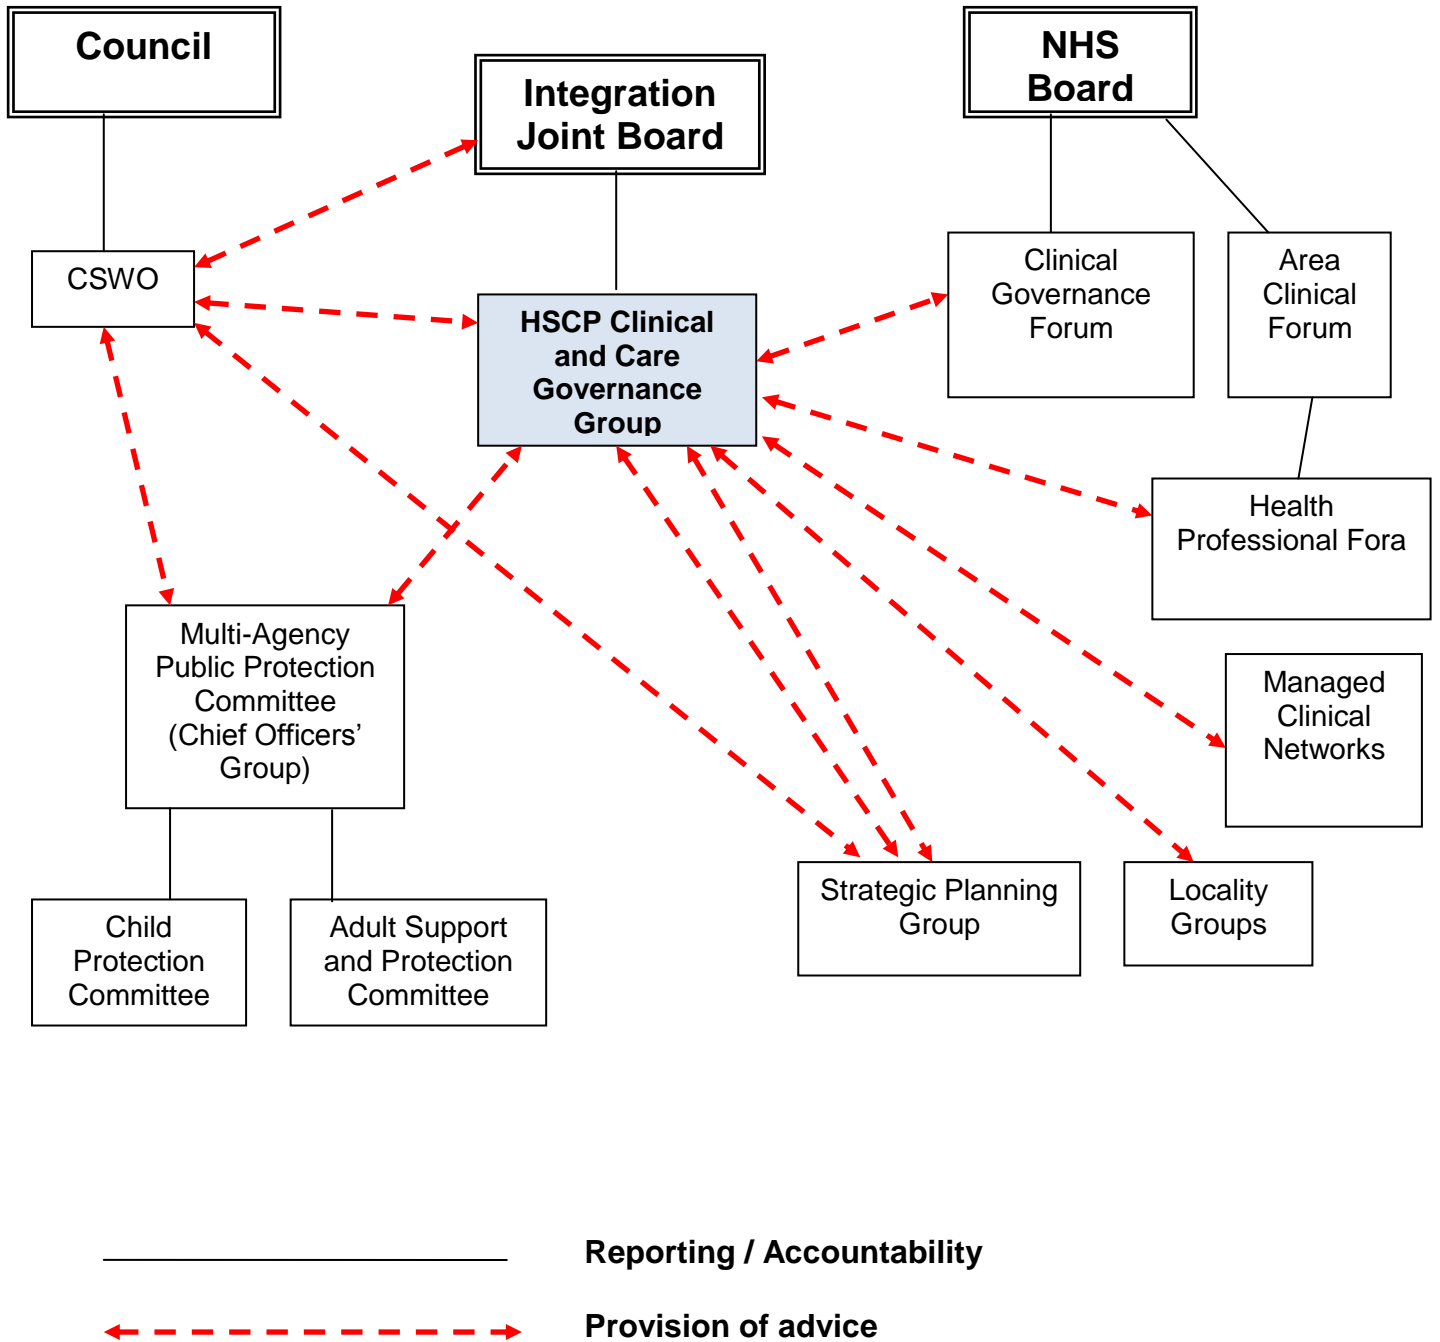 Council
Integration
Joint Board
NHS
Board
CSWO
HSCP Clinical
and Care
Governance
Group
Clinical
Governance
Forum
Area
Clinical
Forum
Health
Professional Fora
Multi-Agency
Public Protection
Committee
(Chief Officers’
Group)
Managed
Clinical
Networks
Strategic Planning
Group
Locality
Groups
Child
Protection
Committee
Adult Support
and Protection
Committee
Reporting / Accountability
Provision of advice